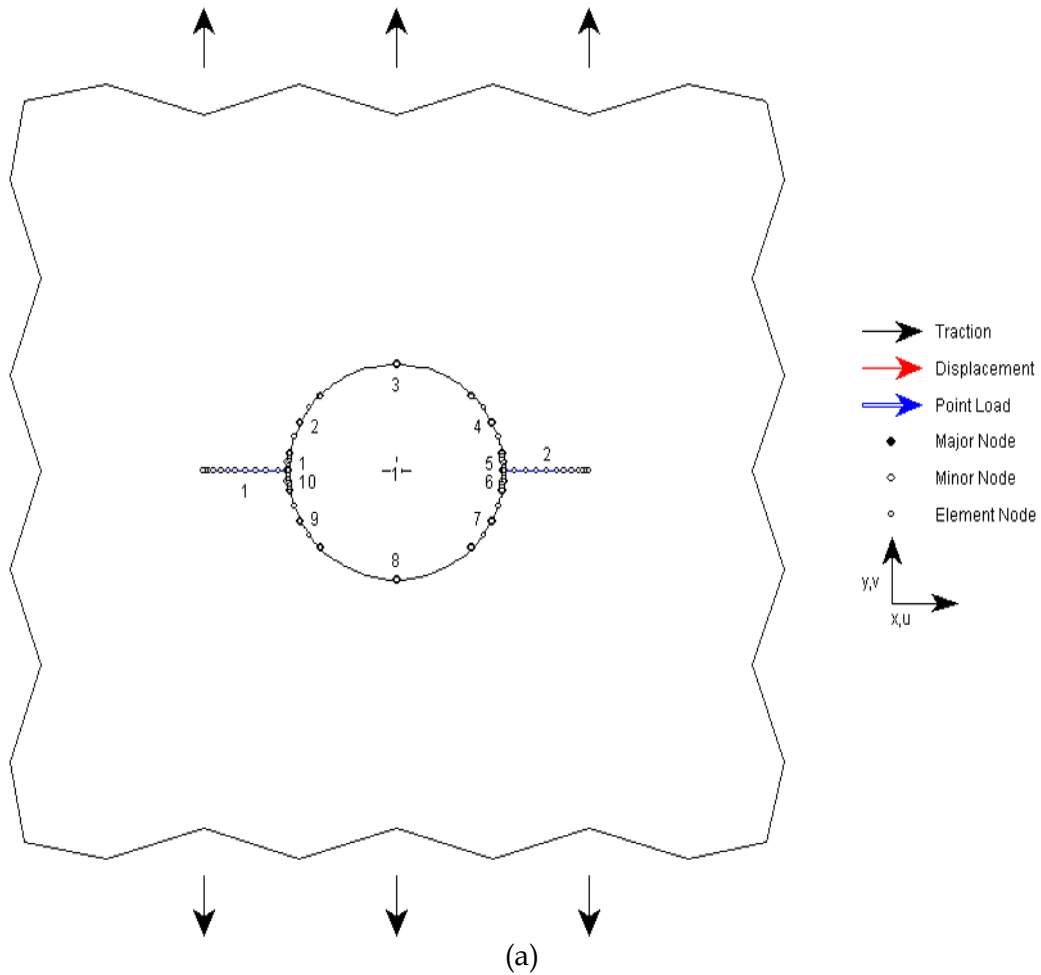 3
2
4
1
5
2
1
10
1
6
9
7
8
Traction
Displacement
Point Load
Major Node
Minor Node
Element Node
y,v
x,u
(a)